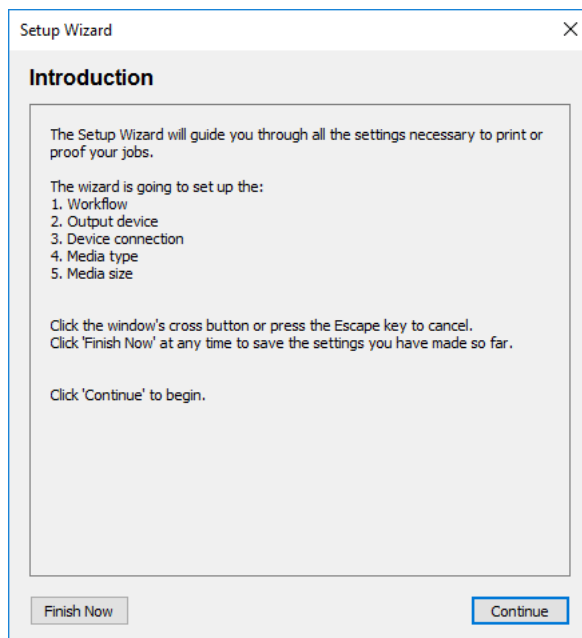 Setup Wizard
Introduction
The Setup Wizard will guide you through all the settings necessary to print or
proof your jobs.
The wizard is going to set up the:
1. Workflow
2. Output device
3. Device connection
4. Media type
5. Media size
Click the window's cross button or press the Escape key to cancel.
Click 'Finish Now' at any time to save the settings you have made so far.
Click 'Continue' to begin.
Finish Now
Continue